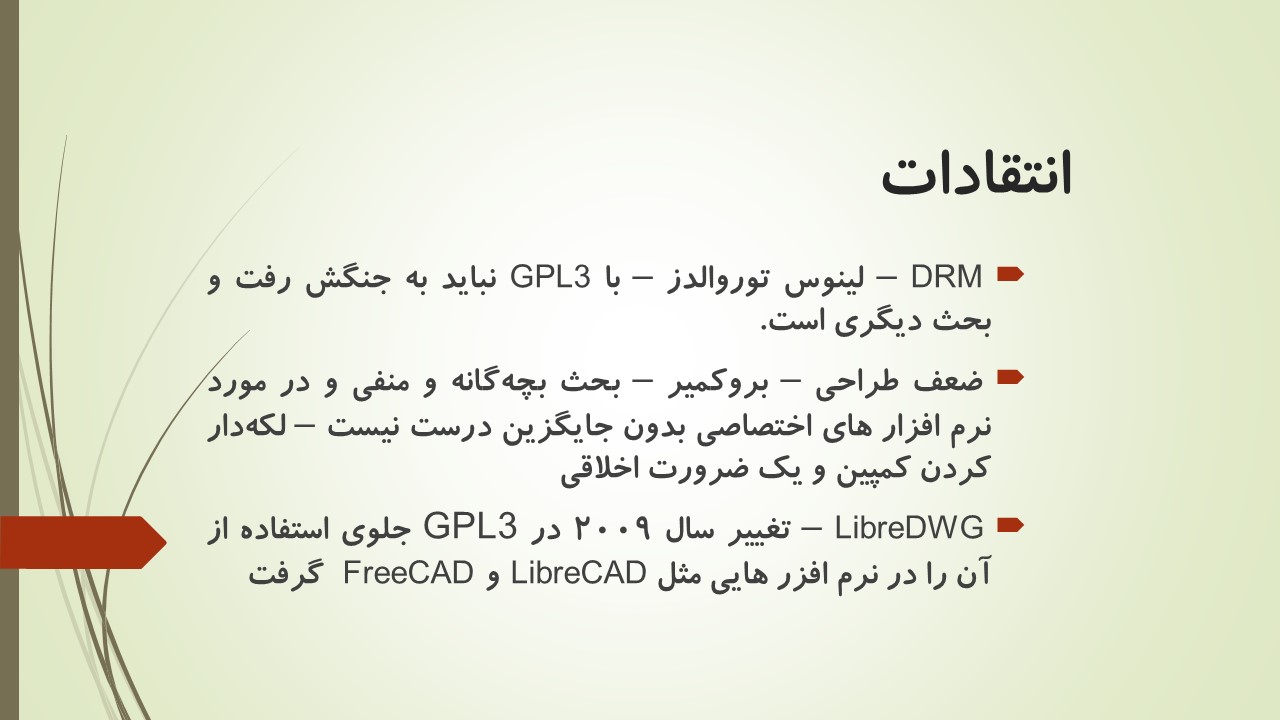 انتقادات
DRM – لینوس توروالدز – با GPL3 نباید به جنگش رفت و
بحث دیگری است.
ضعف طراحی – بروکمیر – بحث بچه‌گانه و منفی و در مورد
نرم افزار های اختصاصی بدون جایگزین درست نیست – لکه‌دار
کردن کمپین و یک ضرورت اخلاقی
LibreDWG – تغییر سال ۲۰۰۹ در GPL3 جلوی استفاده از
آن را در نرم افزر هایی مثل LibreCAD و FreeCAD گرفت